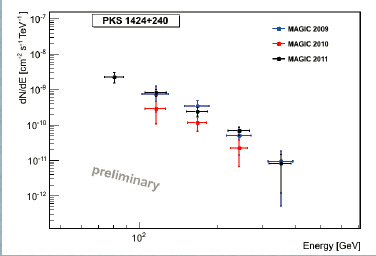 PKS 1424+240
MAGIC 2009
MAGIC 2010
MAGIC 2011
dN/dE [cm⁻² s⁻¹ TeV⁻¹]
10⁻⁷
10⁻⁸
10⁻⁹
10⁻¹⁰
10⁻¹¹
10⁻¹²
preliminary
10²
Energy [GeV]